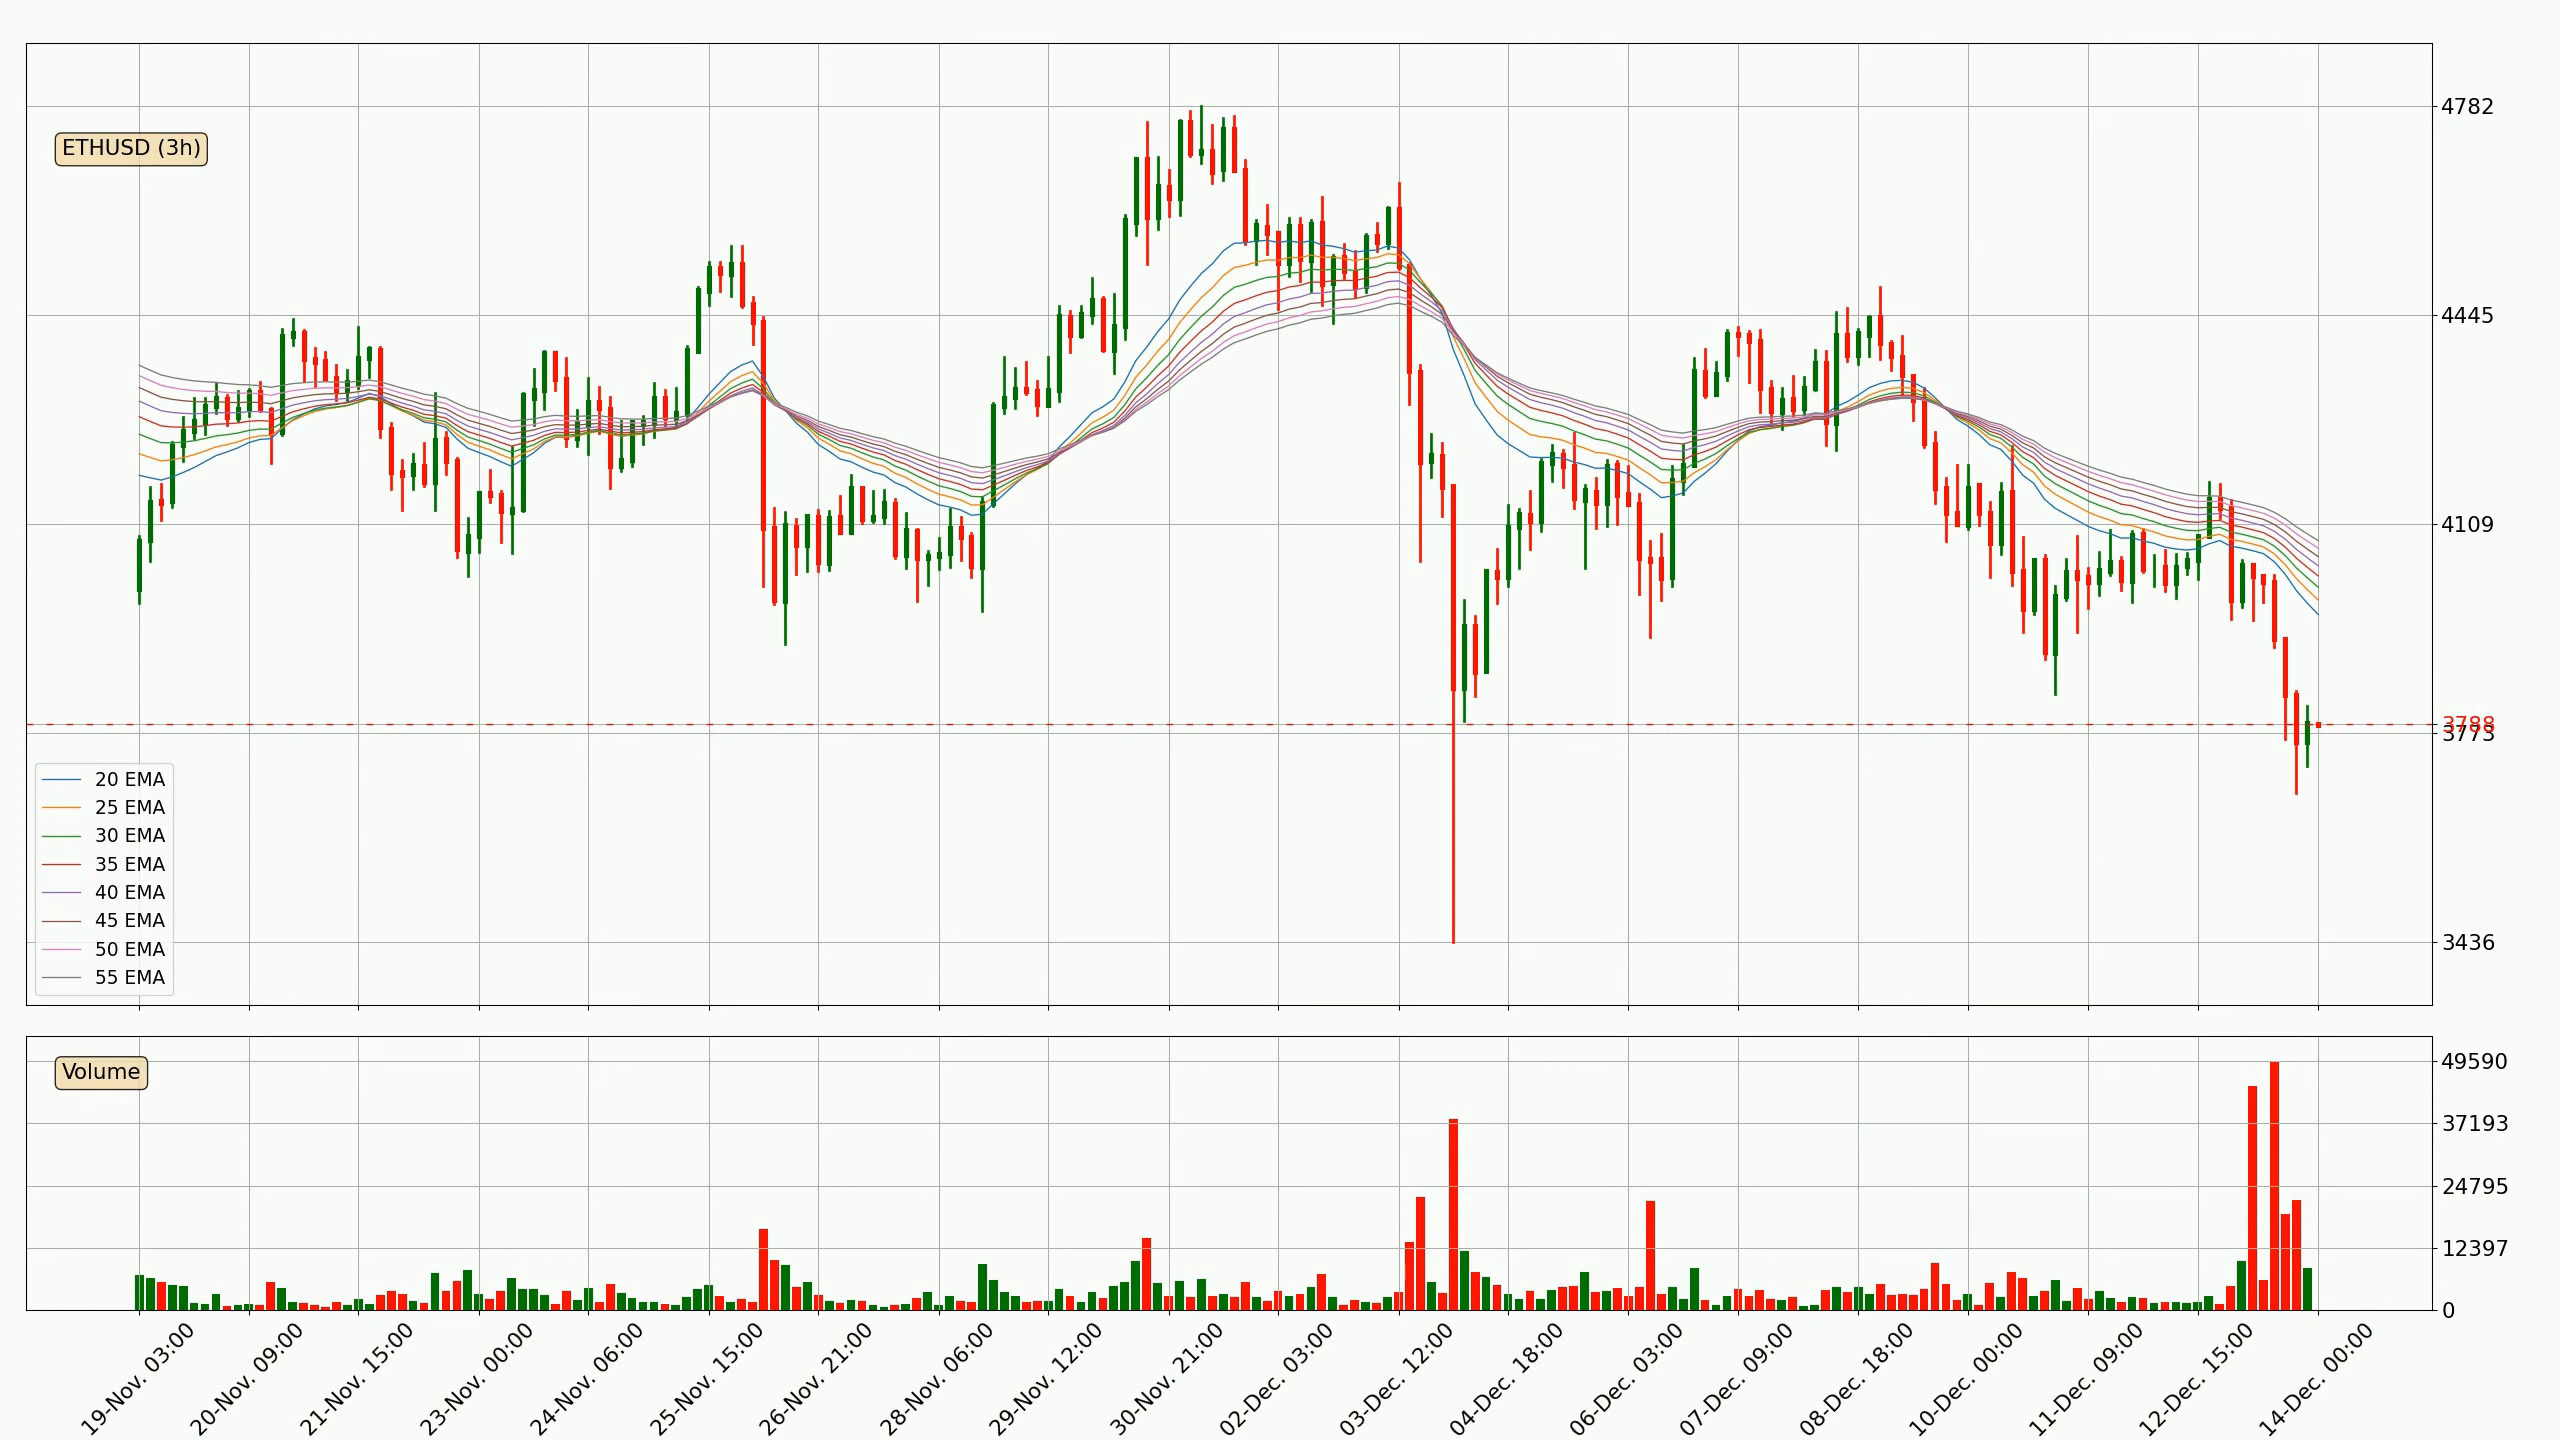 4782
ETHUSD (3h)
4445
4109
3788
3773
20 EMA
25 EMA
30 EMA
35 EMA
40 EMA
45 EMA
50 EMA
55 EMA
3436
Volume
49590
37193
24795
12397
0
19-Nov. 03:00
20-Nov. 09:00
21-Nov. 15:00
23-Nov. 00:00
24-Nov. 06:00
25-Nov. 15:00
26-Nov. 21:00
28-Nov. 06:00
29-Nov. 12:00
30-Nov. 21:00
02-Dec. 03:00
03-Dec. 12:00
04-Dec. 18:00
06-Dec. 03:00
07-Dec. 09:00
08-Dec. 18:00
10-Dec. 00:00
11-Dec. 09:00
12-Dec. 15:00
14-Dec. 00:00